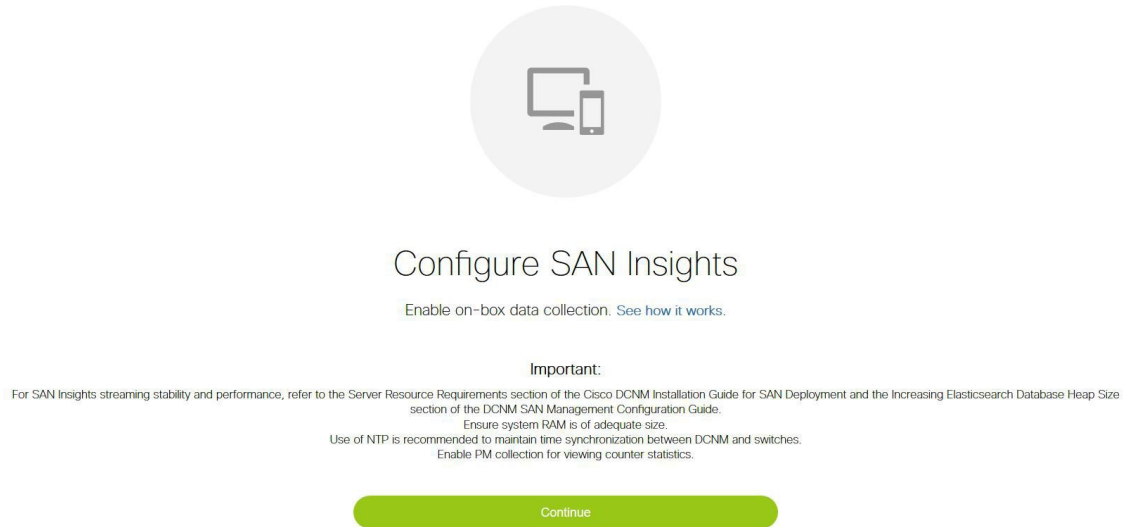 Configure SAN Insights
Enable on-box data collection. See how it works.
Important:
For SAN Insights streaming stability and performance, refer to the Server Resource Requirements section of the Cisco DCNM Installation Guide for SAN Deployment and the Increasing Elasticsearch Database Heap Size
section of the DCNM SAN Management Configuration Guide.
Ensure system RAM is of adequate size.
Use of NTP is recommended to maintain time synchronization between DCNM and switches.
Enable PM collection for viewing counter statistics.
Continue